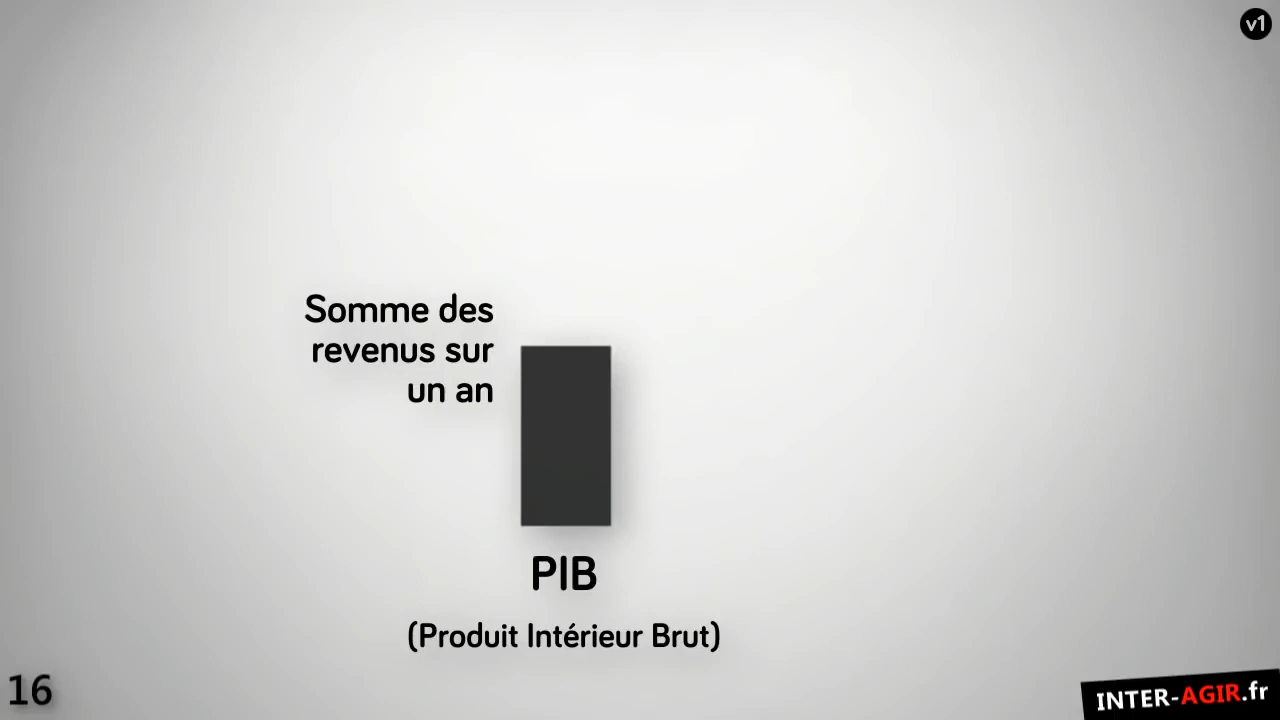 v1
Somme des
revenus sur
un an
PIB
(Produit Intérieur Brut)
16
INTER-AGIR.fr